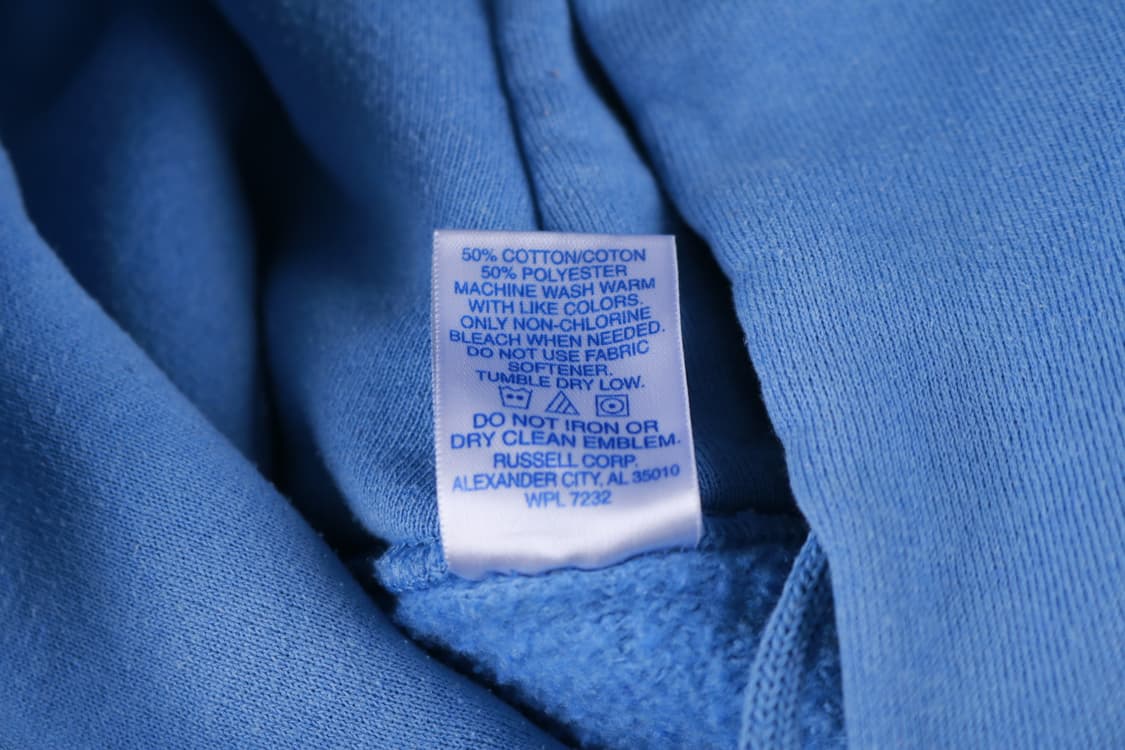 50% COTTON/COTON
50% POLYESTER
MACHINE WASH WARM
WITH LIKE COLORS.
ONLY NON-CHLORINE
BLEACH WHEN NEEDED.
DO NOT USE FABRIC
SOFTENER.
TUMBLE DRY LOW.
DO NOT IRON OR
DRY CLEAN EMBLEM.
RUSSELL CORP.
ALEXANDER CITY, AL 35010
WPL 7232